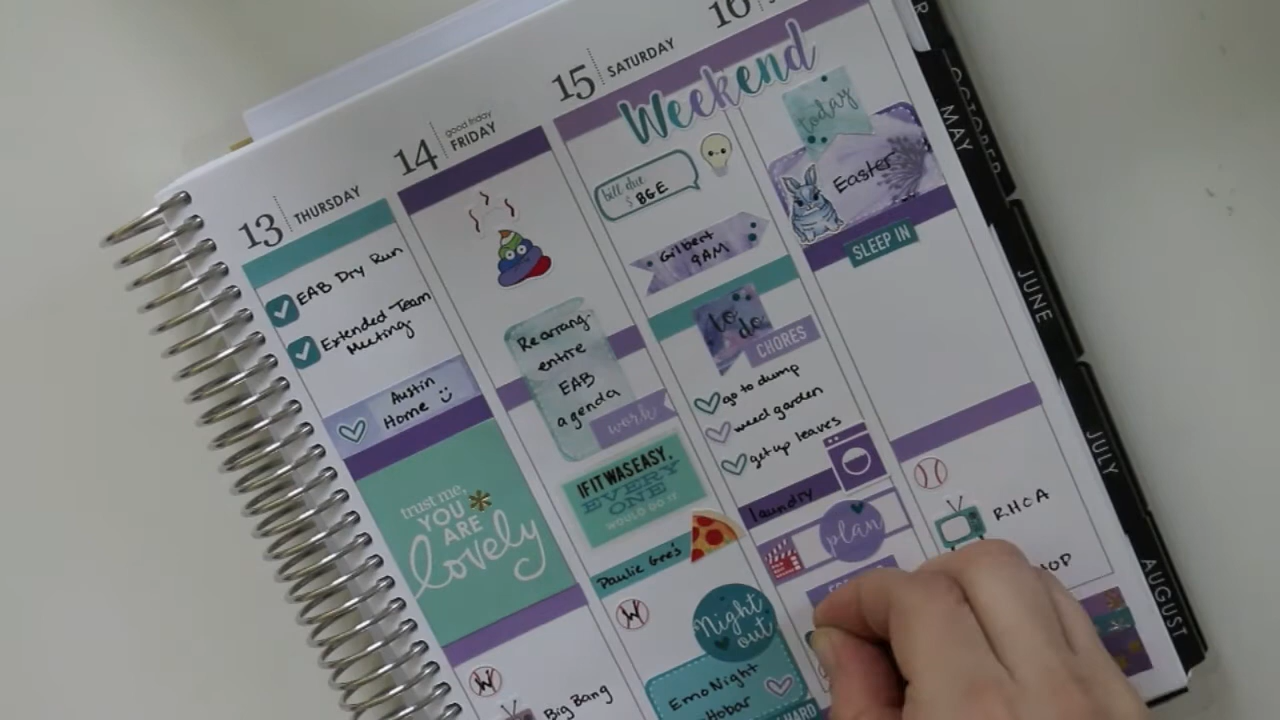 13 THURSDAY
EAB Dry Run
Extended Team
Meeting
Austin
Home
trust me,
YOU
ARE
lovely
Big Bang
14 good friday
FRIDAY
Rearrange
entire
EAB
agenda
work
IF IT WAS EASY,
EVERY
ONE
WOULD DO IT
Paulie Gee's
W
Night
out
Emo Night
Hobar
15 SATURDAY
Weekend
bill due
$ BGE
Gilbert
9AM
to
do
CHORES
go to dump
weed garden
get up leaves
laundry
plan
16
today
Easter
SLEEP IN
RHOA
OCTOBER
MAY
JUNE
JULY
AUGUST